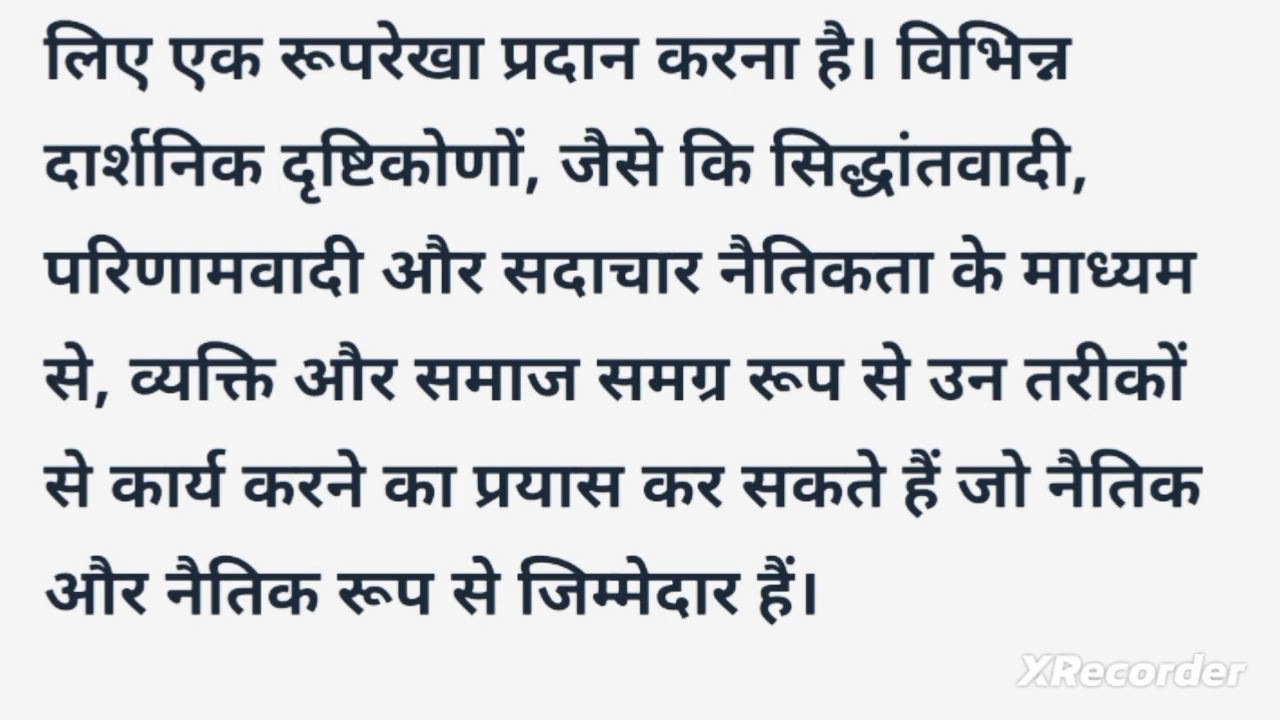 लिए एक रूपरेखा प्रदान करना है। विभिन्न
दार्शनिक दृष्टिकोणों, जैसे कि सिद्धांतवादी,
परिणामवादी और सदाचार नैतिकता के माध्यम
से, व्यक्ति और समाज समग्र रूप से उन तरीकों
से कार्य करने का प्रयास कर सकते हैं जो नैतिक
और नैतिक रूप से जिम्मेदार हैं।
XRecorder